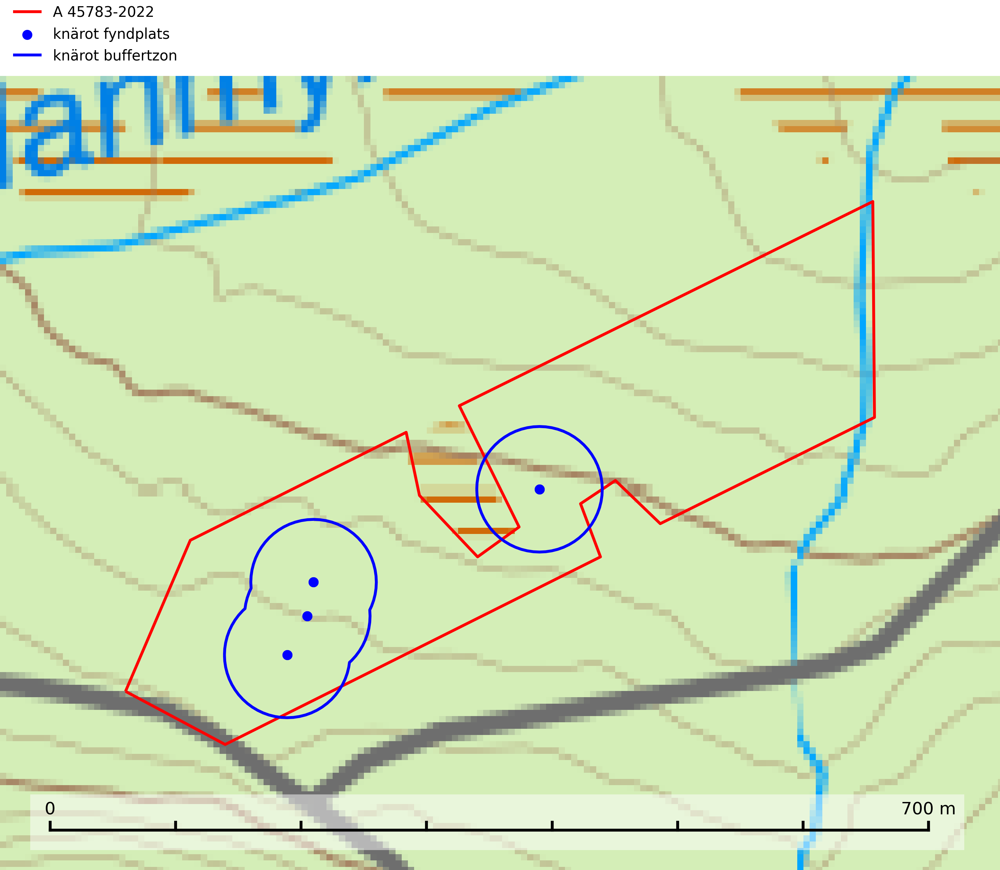 A 45783-2022
knärot fyndplats
knärot buffertzon
0 700 m